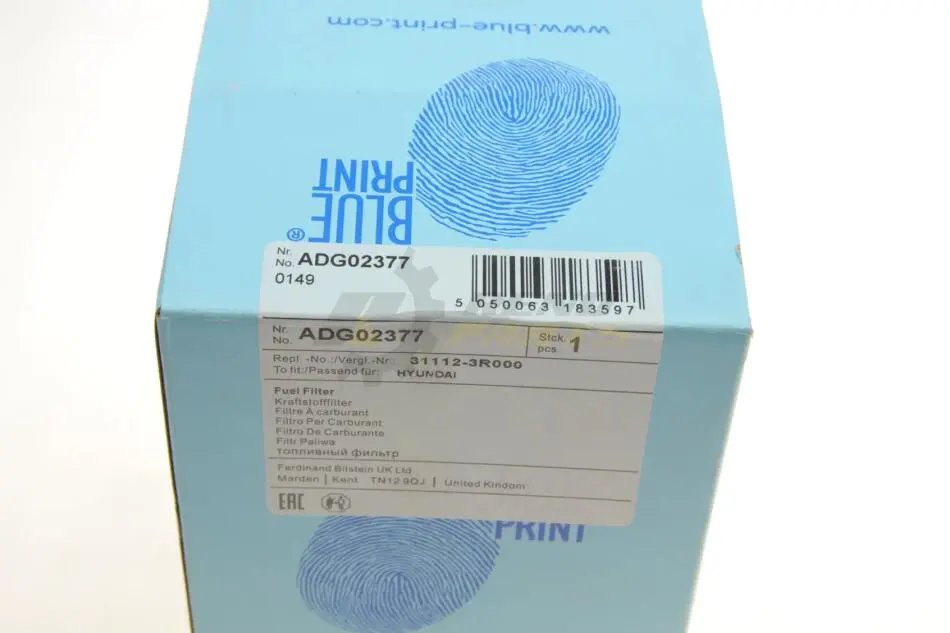 www.blue-print.com
BLUE
PRINT
®
Nr.
No. ADG02377
0149
5 050063 183597
Nr.
No. ADG02377
Stck.
pcs. 1
Repl. -No.:/Vergl.-Nr.: 31112-3R000
To fit:/Passend für: HYUNDAI
Fuel Filter
Kraftstofffilter
Filtre À carburant
Filtro Per Carburant
Filtro De Carburante
Filtr Paliwa
топливный фильтр
Ferdinand Bilstein UK Ltd
Marden | Kent TN12 9QJ | United Kindom
EAC
PRINT